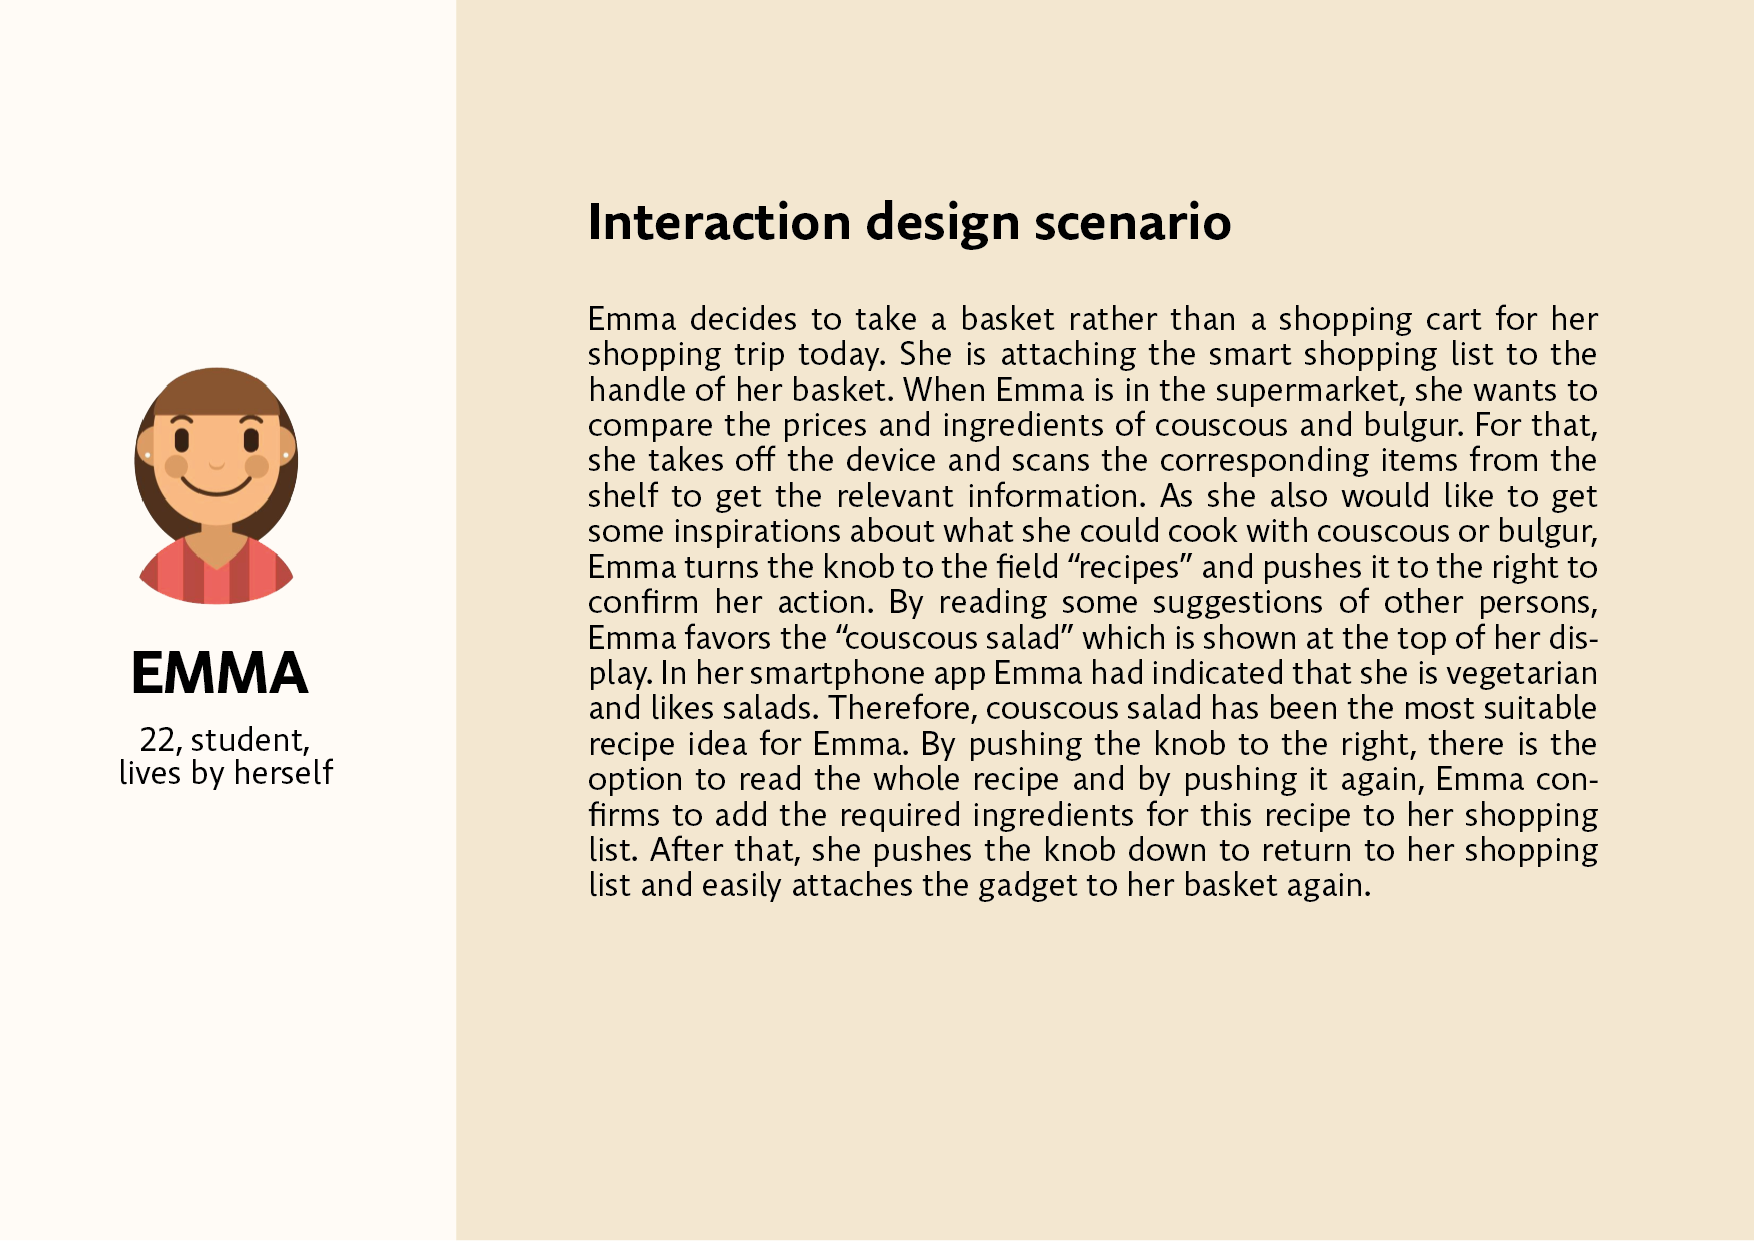 Interaction design scenario
Emma decides to take a basket rather than a shopping cart for her
shopping trip today. She is attaching the smart shopping list to the
handle of her basket. When Emma is in the supermarket, she wants to
compare the prices and ingredients of couscous and bulgur. For that,
she takes off the device and scans the corresponding items from the
shelf to get the relevant information. As she also would like to get
some inspirations about what she could cook with couscous or bulgur,
Emma turns the knob to the field “recipes” and pushes it to the right to
confirm her action. By reading some suggestions of other persons,
Emma favors the “couscous salad” which is shown at the top of her dis-
play. In her smartphone app Emma had indicated that she is vegetarian
and likes salads. Therefore, couscous salad has been the most suitable
recipe idea for Emma. By pushing the knob to the right, there is the
option to read the whole recipe and by pushing it again, Emma con-
firms to add the required ingredients for this recipe to her shopping
list. After that, she pushes the knob down to return to her shopping
list and easily attaches the gadget to her basket again.
EMMA
22, student,
lives by herself